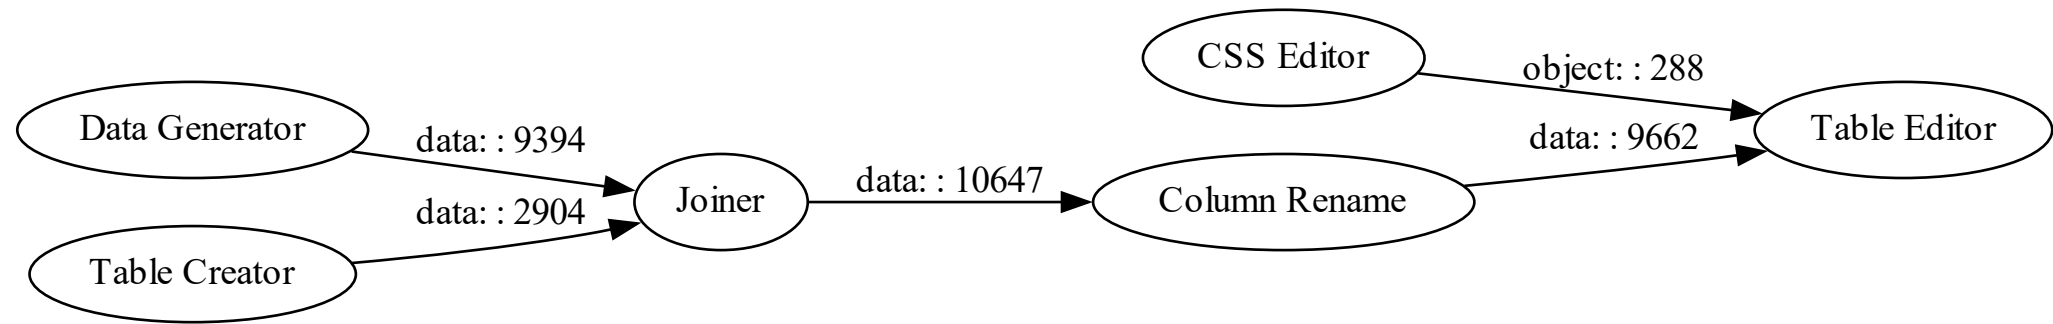 CSS Editor
object: : 288
Data Generator
data: : 9394
data: : 9662
Table Editor
Joiner
data: : 10647
Column Rename
data: : 2904
Table Creator